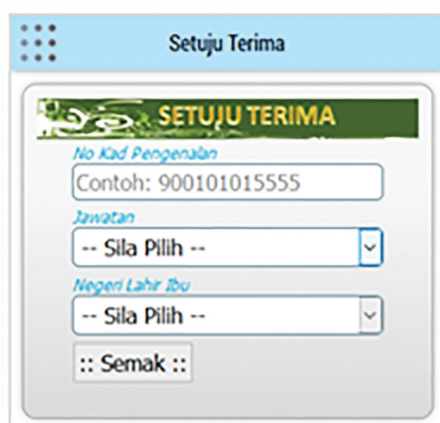 Setuju Terima
SETUJU TERIMA
No Kad Pengenalan
Contoh: 900101015555
Jawatan
-- Sila Pilih --
Negeri Lahir Ibu
-- Sila Pilih --
:: Semak ::